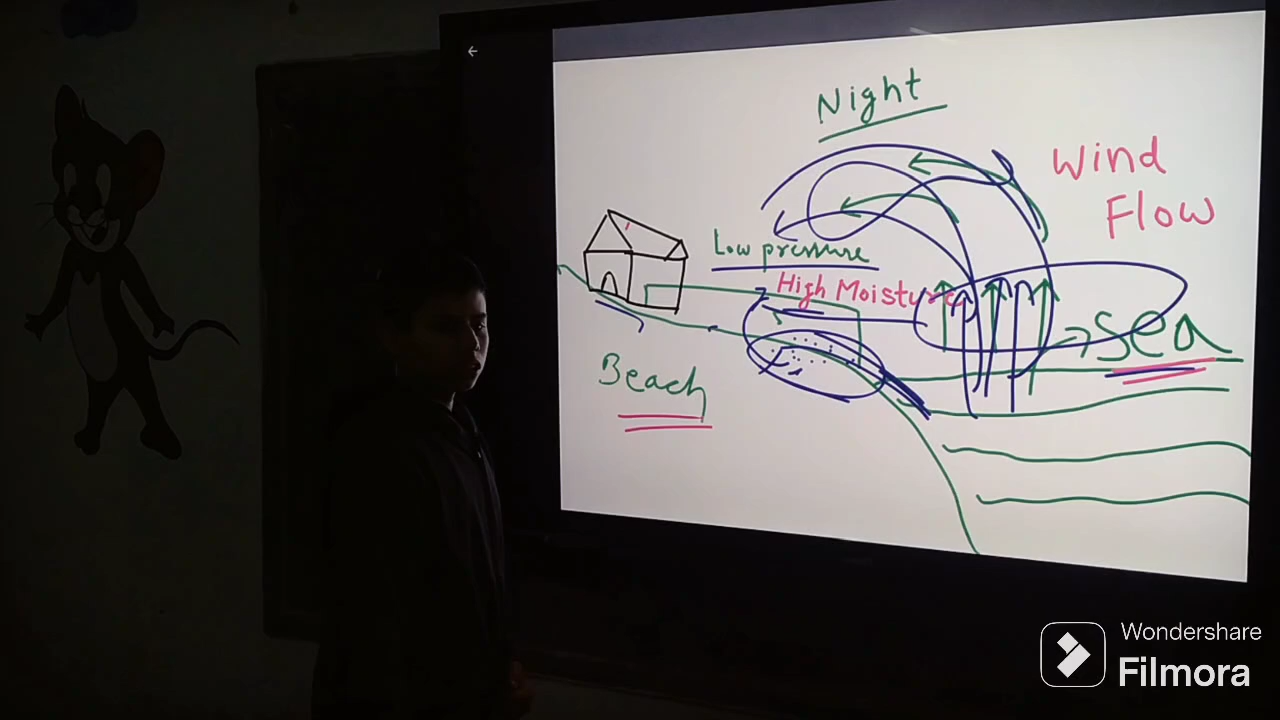 Night
Wind
Flow
Low pressure
High Moisture
Sea
Beach
Wondershare
Filmora